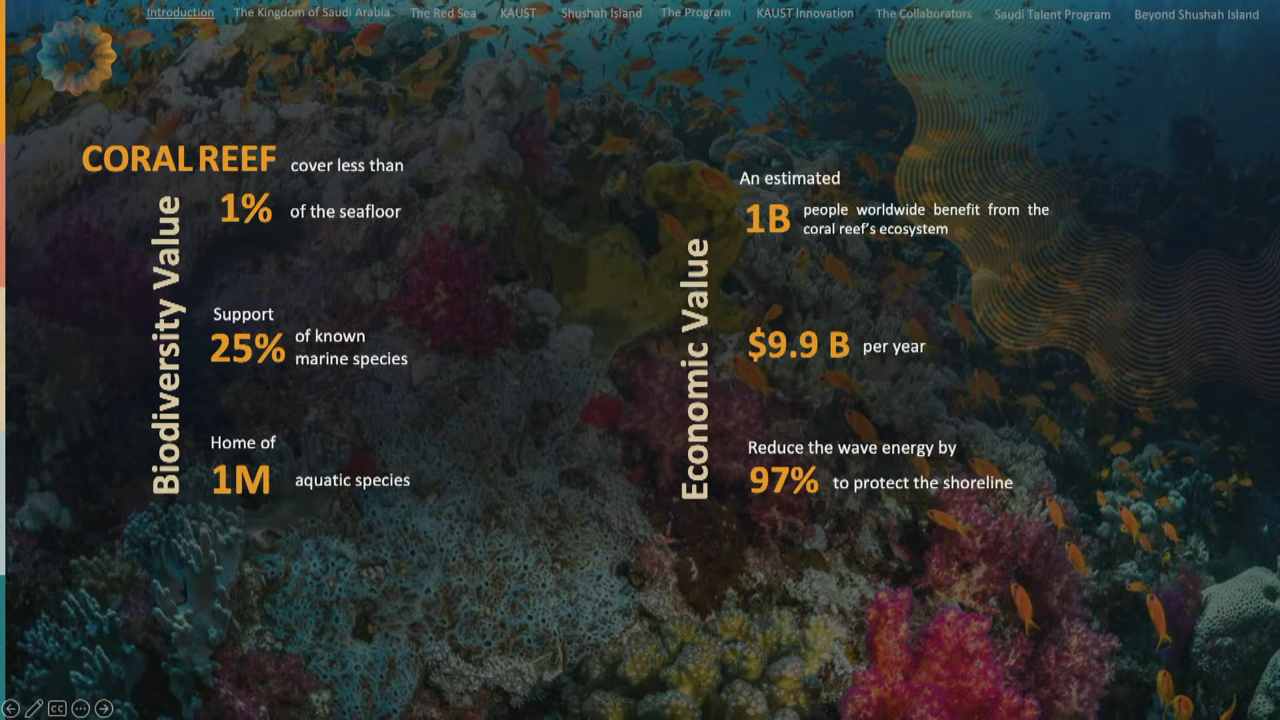 Introduction The Kingdom of Saudi Arabia The Red Sea KAUST Shushah Island The Program KAUST Innovation The Collaborators Saudi Talent Program Beyond Shushah Island
CORAL REEF cover less than
1% of the seafloor
Biodiversity Value
Support
25% of known
marine species
Home of
1M aquatic species
Economic Value
An estimated
1B people worldwide benefit from the
coral reef's ecosystem
$9.9 B per year
Reduce the wave energy by
97% to protect the shoreline
CC